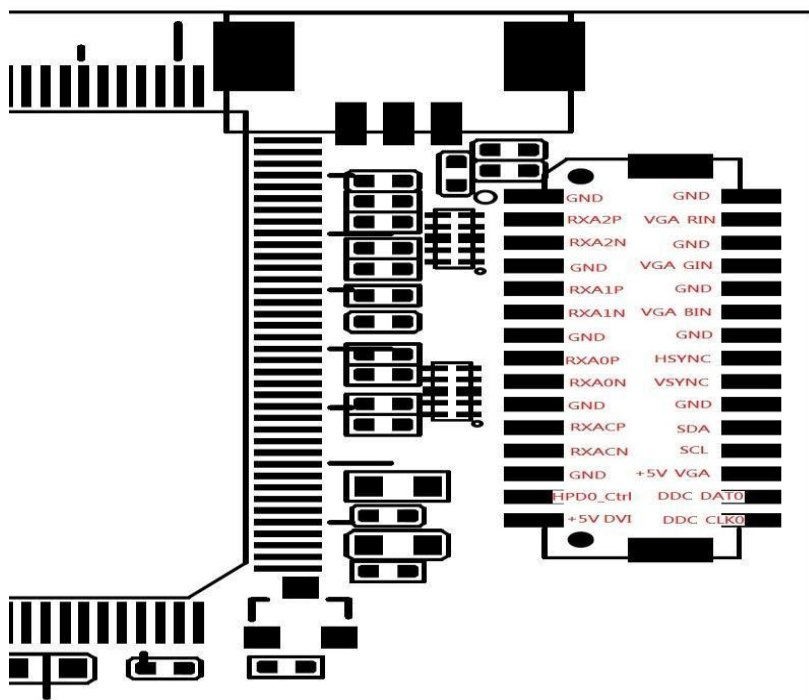 GND GND
RXA2P VGA RIN
RXA2N GND
GND VGA GIN
RXA1P GND
RXA1N VGA BIN
GND GND
RXA0P HSYNC
RXA0N VSYNC
GND GND
RXACP SDA
RXACN SCL
GND +5V VGA
HPD0_Ctrl DDC DAT0
+5V DVI DDC CLK0